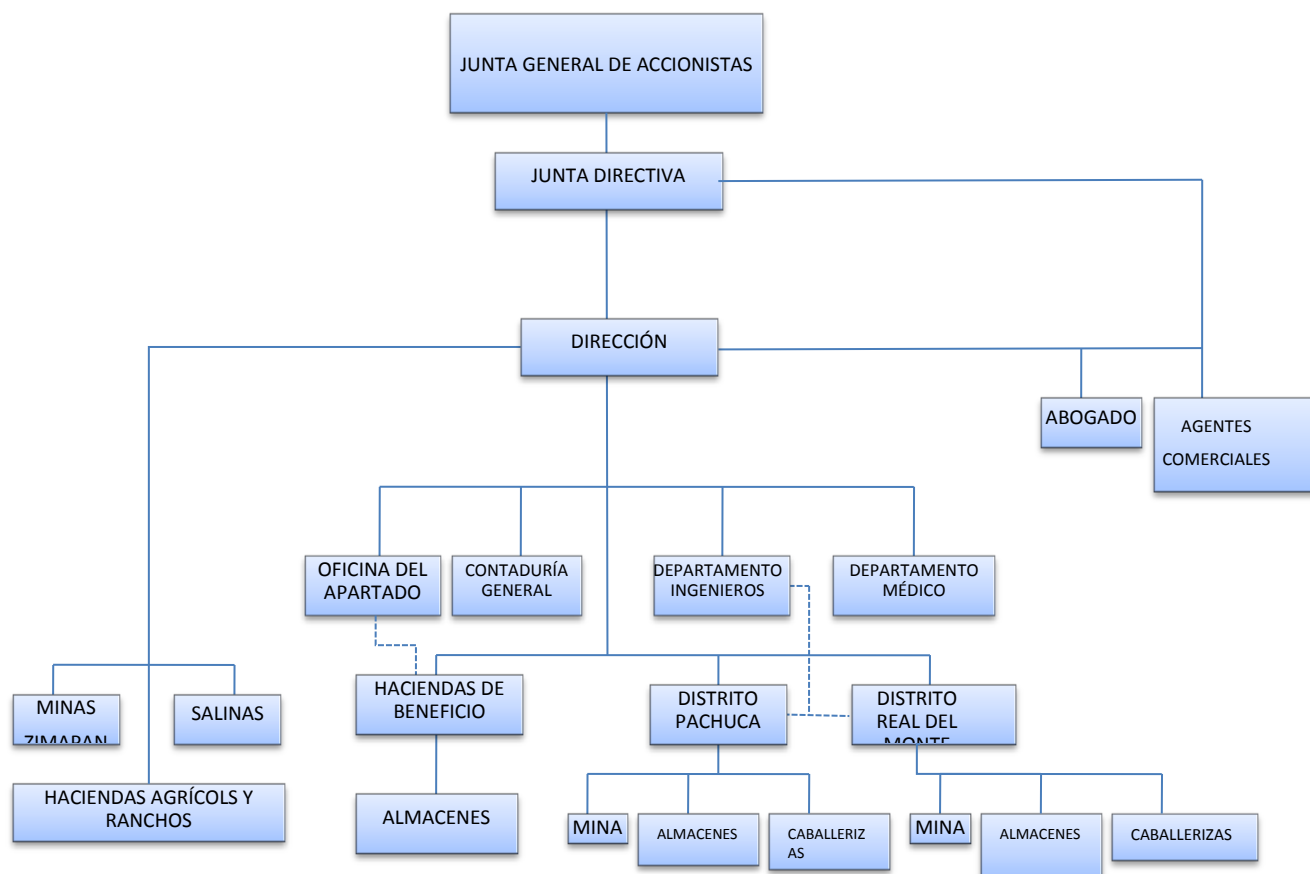 JUNTA GENERAL DE ACCIONISTAS
JUNTA DIRECTIVA
DIRECCIÓN
ABOGADO
AGENTES
COMERCIALES
OFICINA DEL
APARTADO
CONTADURÍA
GENERAL
DEPARTAMENTO
INGENIEROS
DEPARTAMENTO
MÉDICO
MINAS
ZIMAPAN
SALINAS
HACIENDAS DE
BENEFICIO
DISTRITO
PACHUCA
DISTRITO
REAL DEL
MONTE
HACIENDAS AGRÍCOLS Y
RANCHOS
ALMACENES
MINA
ALMACENES
CABALLERIZ
AS
MINA
ALMACENES
CABALLERIZAS